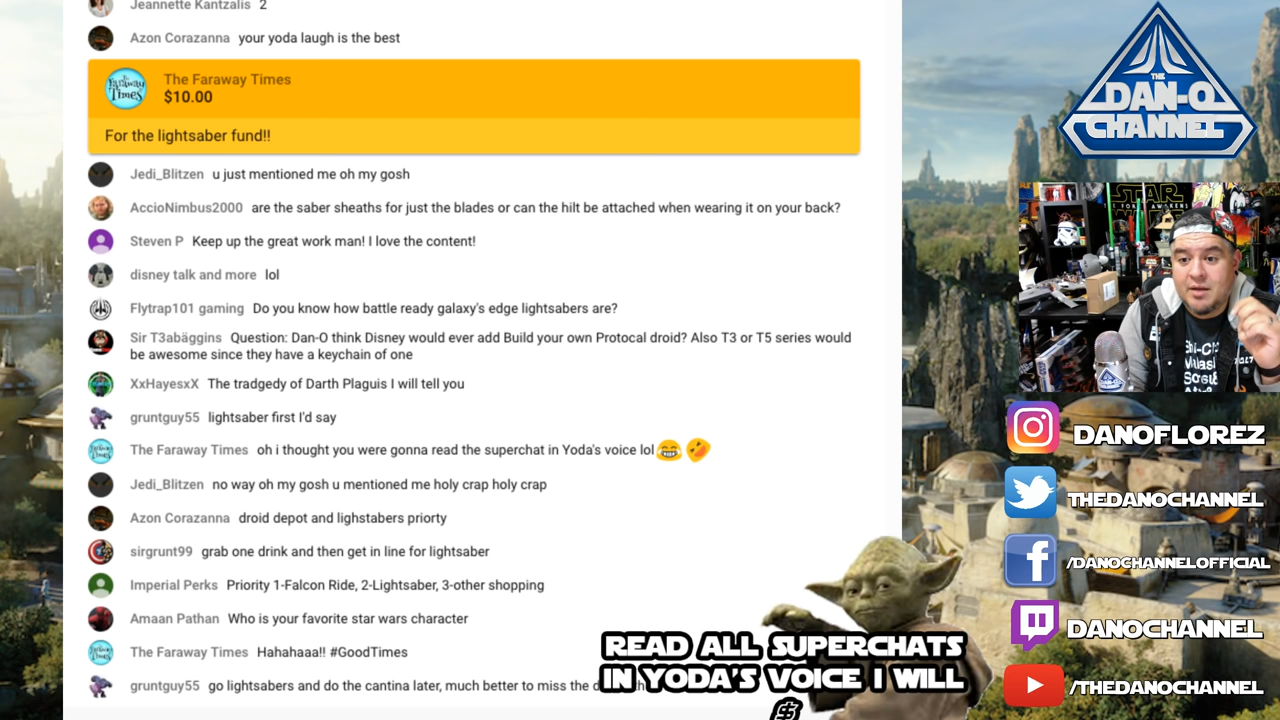 Jeannette Kantzalis 2
Azon Corazanna your yoda laugh is the best
The Faraway Times
$10.00
For the lightsaber fund!!
Jedi_Blitzen u just mentioned me oh my gosh
AccioNimbus2000 are the saber sheaths for just the blades or can the hilt be attached when wearing it on your back?
Steven P Keep up the great work man! I love the content!
disney talk and more lol
Flytrap101 gaming Do you know how battle ready galaxy's edge lightsabers are?
Sir T3abäggins Question: Dan-O think Disney would ever add Build your own Protocal droid? Also T3 or T5 series would
be awesome since they have a keychain of one
XxHayesxX The tradgedy of Darth Plaguis I will tell you
gruntguy55 lightsaber first I'd say
The Faraway Times oh i thought you were gonna read the superchat in Yoda's voice lol 😂 🤣
Jedi_Blitzen no way oh my gosh u mentioned me holy crap holy crap
Azon Corazanna droid depot and lighstabers priorty
sirgrunt99 grab one drink and then get in line for lightsaber
Imperial Perks Priority 1-Falcon Ride, 2-Lightsaber, 3-other shopping
Amaan Pathan Who is your favorite star wars character
The Faraway Times Hahahaaa!! #GoodTimes
gruntguy55 go lightsabers and do the cantina later, much better to miss the
READ ALL SUPERCHATS
IN YODA'S VOICE I WILL
$
THE
DAN-O
CHANNEL
STAR
DANOFLOREZ
THEDANOCHANNEL
/DANOCHANNELOFFICIAL
DANOCHANNEL
/THEDANOCHANNEL